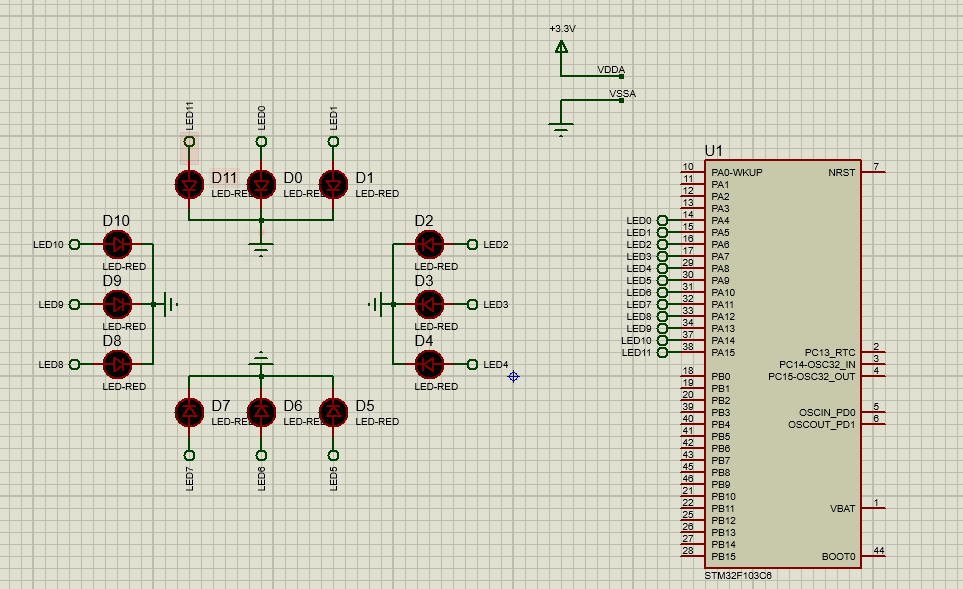 +3.3V
VDDA
VSSA
LED11
LED0
LED1
D11
LED-RED
D0
LED-RED
D1
LED-RED
D10
LED10
LED-RED
D9
LED9
LED-RED
D8
LED8
LED-RED
D2
LED2
LED-RED
D3
LED3
LED-RED
D4
LED4
LED-RED
D7
LED-RED
D6
LED-RED
D5
LED-RED
LED7
LED6
LED5
U1
10 PA0-WKUP NRST 7
11 PA1
12 PA2
13 PA3
LED0 14 PA4
LED1 15 PA5
LED2 16 PA6
LED3 17 PA7
LED4 29 PA8
LED5 30 PA9
LED6 31 PA10
LED7 32 PA11
LED8 33 PA12
LED9 34 PA13
LED10 37 PA14
LED11 38 PA15 PC13_RTC 2
PC14-OSC32_IN 3
18 PB0 PC15-OSC32_OUT 4
19 PB1
20 PB2
39 PB3 OSCIN_PD0 5
40 PB4 OSCOUT_PD1 6
41 PB5
42 PB6
43 PB7
45 PB8
46 PB9
21 PB10
22 PB11 VBAT 1
25 PB12
26 PB13
27 PB14
28 PB15 BOOT0 44
STM32F103C6